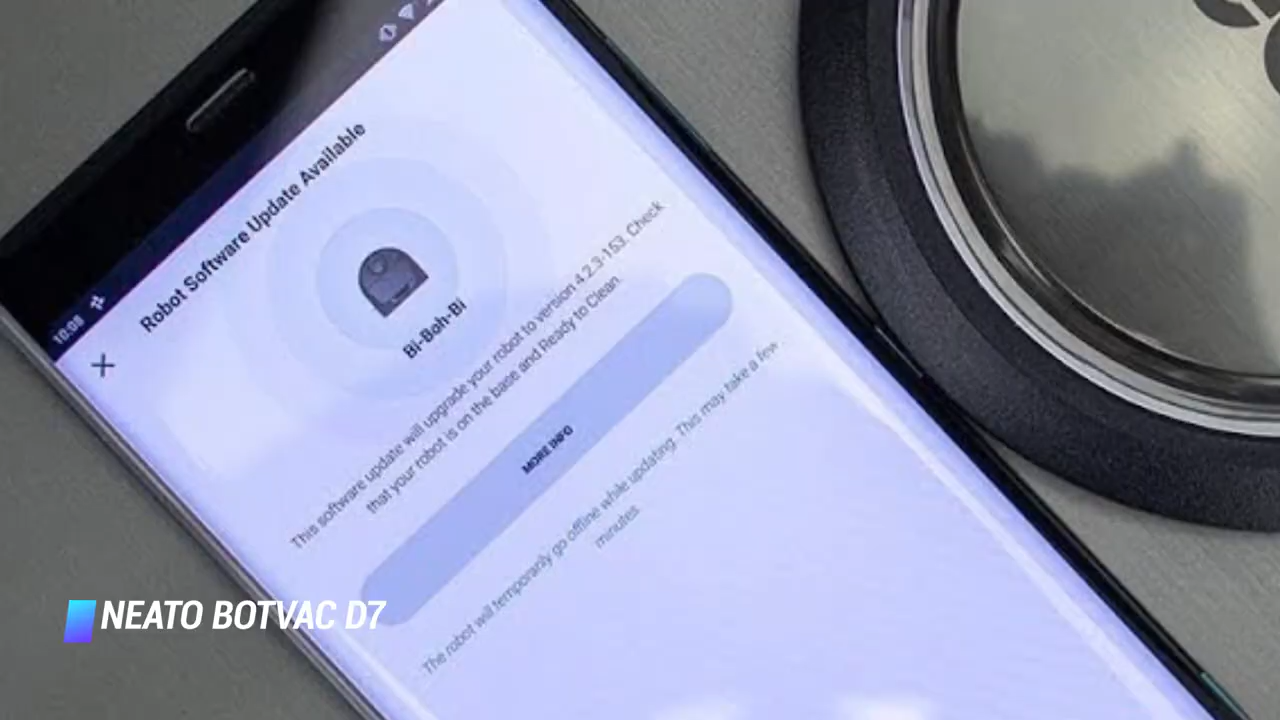 10:08
Robot Software Update Available
Bi-Bah-Bi
This software update will upgrade your robot to version 4.2.3-153. Check
that your robot is on the base and Ready to Clean.
MORE INFO
The robot will temporarily go offline while updating. This may take a few
minutes.
NEATO BOTVAC D7